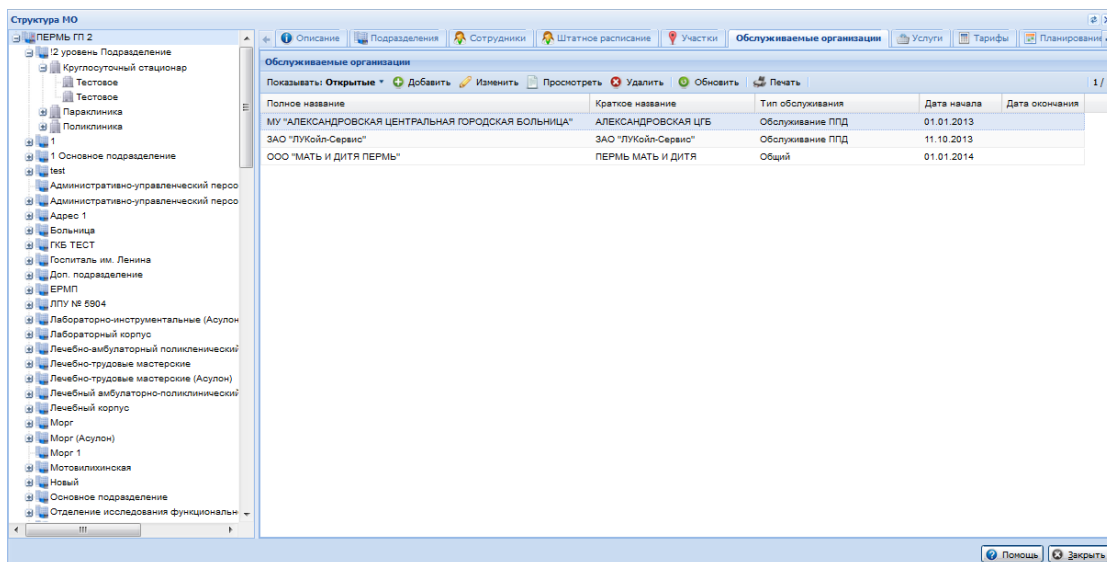 Структура МО
ПЕРМЬ ГП 2
!2 уровень Подразделение
Круглосуточный стационар
Тестовое
Тестовое
Параклиника
Поликлиника
1
1 Основное подразделение
test
Административно-управленческий персо
Административно-управленческий персо
Адрес 1
Больница
ГКБ ТЕСТ
Госпиталь им. Ленина
Доп. подразделение
ЕРМП
ЛПУ № 5904
Лабораторно-инструментальные (Асулон
Лабораторный корпус
Лечебно-амбулаторный поликленический
Лечебно-трудовые мастерские
Лечебно-трудовые мастерские (Асулон)
Лечебный амбулаторно-поликлинический
Лечебный корпус
Морг
Морг (Асулон)
Морг 1
Мотовилихинская
Новый
Основное подразделение
Отделение исследования функциональн
Описание Подразделения Сотрудники Штатное расписание Участки Обслуживаемые организации Услуги Тарифы Планирование
Обслуживаемые организации
Показывать: Открытые Добавить Изменить Просмотреть Удалить Обновить Печать 1 /
Полное название Краткое название Тип обслуживания Дата начала Дата окончания
МУ "АЛЕКСАНДРОВСКАЯ ЦЕНТРАЛЬНАЯ ГОРОДСКАЯ БОЛЬНИЦА" АЛЕКСАНДРОВСКАЯ ЦГБ Обслуживание ППД 01.01.2013
ЗАО "ЛУКойл-Сервис" ЗАО "ЛУКойл-Сервис" Обслуживание ППД 11.10.2013
ООО "МАТЬ И ДИТЯ ПЕРМЬ" ПЕРМЬ МАТЬ И ДИТЯ Общий 01.01.2014
Помощь Закрыть